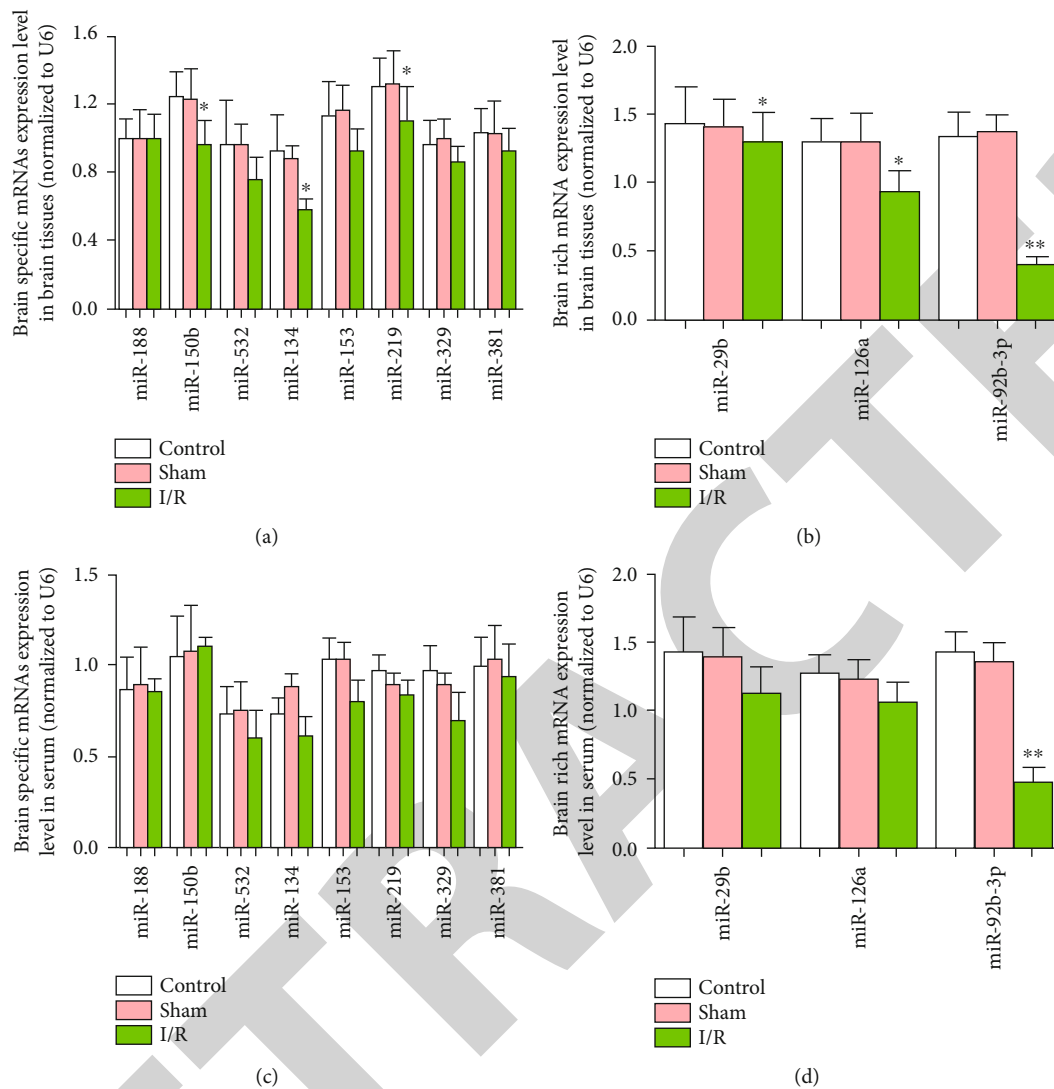 Brain specific mRNAs expression level
in brain tissues (normalized to U6)
1.6
1.2
0.8
0.4
0.0
*
*
*
miR-188
miR-150b
miR-532
miR-134
miR-153
miR-219
miR-329
miR-381
Control
Sham
I/R
(a)
Brain rich mRNA expression level
in brain tissues (normalized to U6)
2.0
1.5
1.0
0.5
0.0
*
*
**
miR-29b
miR-126a
miR-92b-3p
Control
Sham
I/R
(b)
Brain specific mRNAs expression
level in serum (normalized to U6)
1.5
1.0
0.5
0.0
miR-188
miR-150b
miR-532
miR-134
miR-153
miR-219
miR-329
miR-381
Control
Sham
I/R
(c)
Brain rich mRNA expression
level in serum (normalized to U6)
2.0
1.5
1.0
0.5
0.0
**
miR-29b
miR-126a
miR-92b-3p
Control
Sham
I/R
(d)